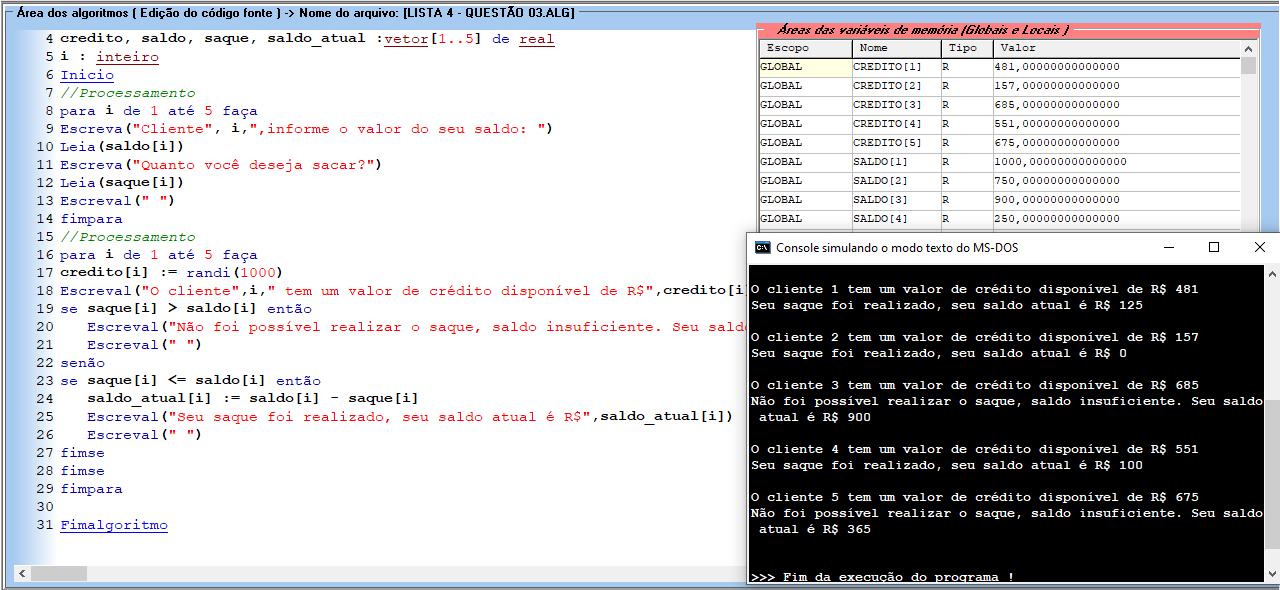 Área dos algoritmos ( Edição do código fonte ) -> Nome do arquivo: [LISTA 4 - QUESTÃO 03.ALG]
4 credito, saldo, saque, saldo_atual :vetor[1..5] de real
5 i : inteiro
6 Inicio
7 //Processamento
8 para i de 1 até 5 faça
9 Escreva("Cliente", i,",informe o valor do seu saldo: ")
10 Leia(saldo[i])
11 Escreva("Quanto você deseja sacar?")
12 Leia(saque[i])
13 Escreval(" ")
14 fimpara
15 //Processamento
16 para i de 1 até 5 faça
17 credito[i] := randi(1000)
18 Escreval("O cliente",i," tem um valor de crédito disponível de R$",credito[i
19 se saque[i] > saldo[i] então
20 Escreval("Não foi possível realizar o saque, saldo insuficiente. Seu sald
21 Escreval(" ")
22 senão
23 se saque[i] <= saldo[i] então
24 saldo_atual[i] := saldo[i] - saque[i]
25 Escreval("Seu saque foi realizado, seu saldo atual é R$",saldo_atual[i])
26 Escreval(" ")
27 fimse
28 fimse
29 fimpara
30
31 Fimalgoritmo
Áreas das variáveis de memória (Globais e Locais )
Escopo Nome Tipo Valor
GLOBAL CREDITO[1] R 481,00000000000000
GLOBAL CREDITO[2] R 157,00000000000000
GLOBAL CREDITO[3] R 685,00000000000000
GLOBAL CREDITO[4] R 551,00000000000000
GLOBAL CREDITO[5] R 675,00000000000000
GLOBAL SALDO[1] R 1000,00000000000000
GLOBAL SALDO[2] R 750,00000000000000
GLOBAL SALDO[3] R 900,00000000000000
GLOBAL SALDO[4] R 250,00000000000000
Console simulando o modo texto do MS-DOS
O cliente 1 tem um valor de crédito disponível de R$ 481
Seu saque foi realizado, seu saldo atual é R$ 125
O cliente 2 tem um valor de crédito disponível de R$ 157
Seu saque foi realizado, seu saldo atual é R$ 0
O cliente 3 tem um valor de crédito disponível de R$ 685
Não foi possível realizar o saque, saldo insuficiente. Seu saldo
atual é R$ 900
O cliente 4 tem um valor de crédito disponível de R$ 551
Seu saque foi realizado, seu saldo atual é R$ 100
O cliente 5 tem um valor de crédito disponível de R$ 675
Não foi possível realizar o saque, saldo insuficiente. Seu saldo
atual é R$ 365
>>> Fim da execução do programa !